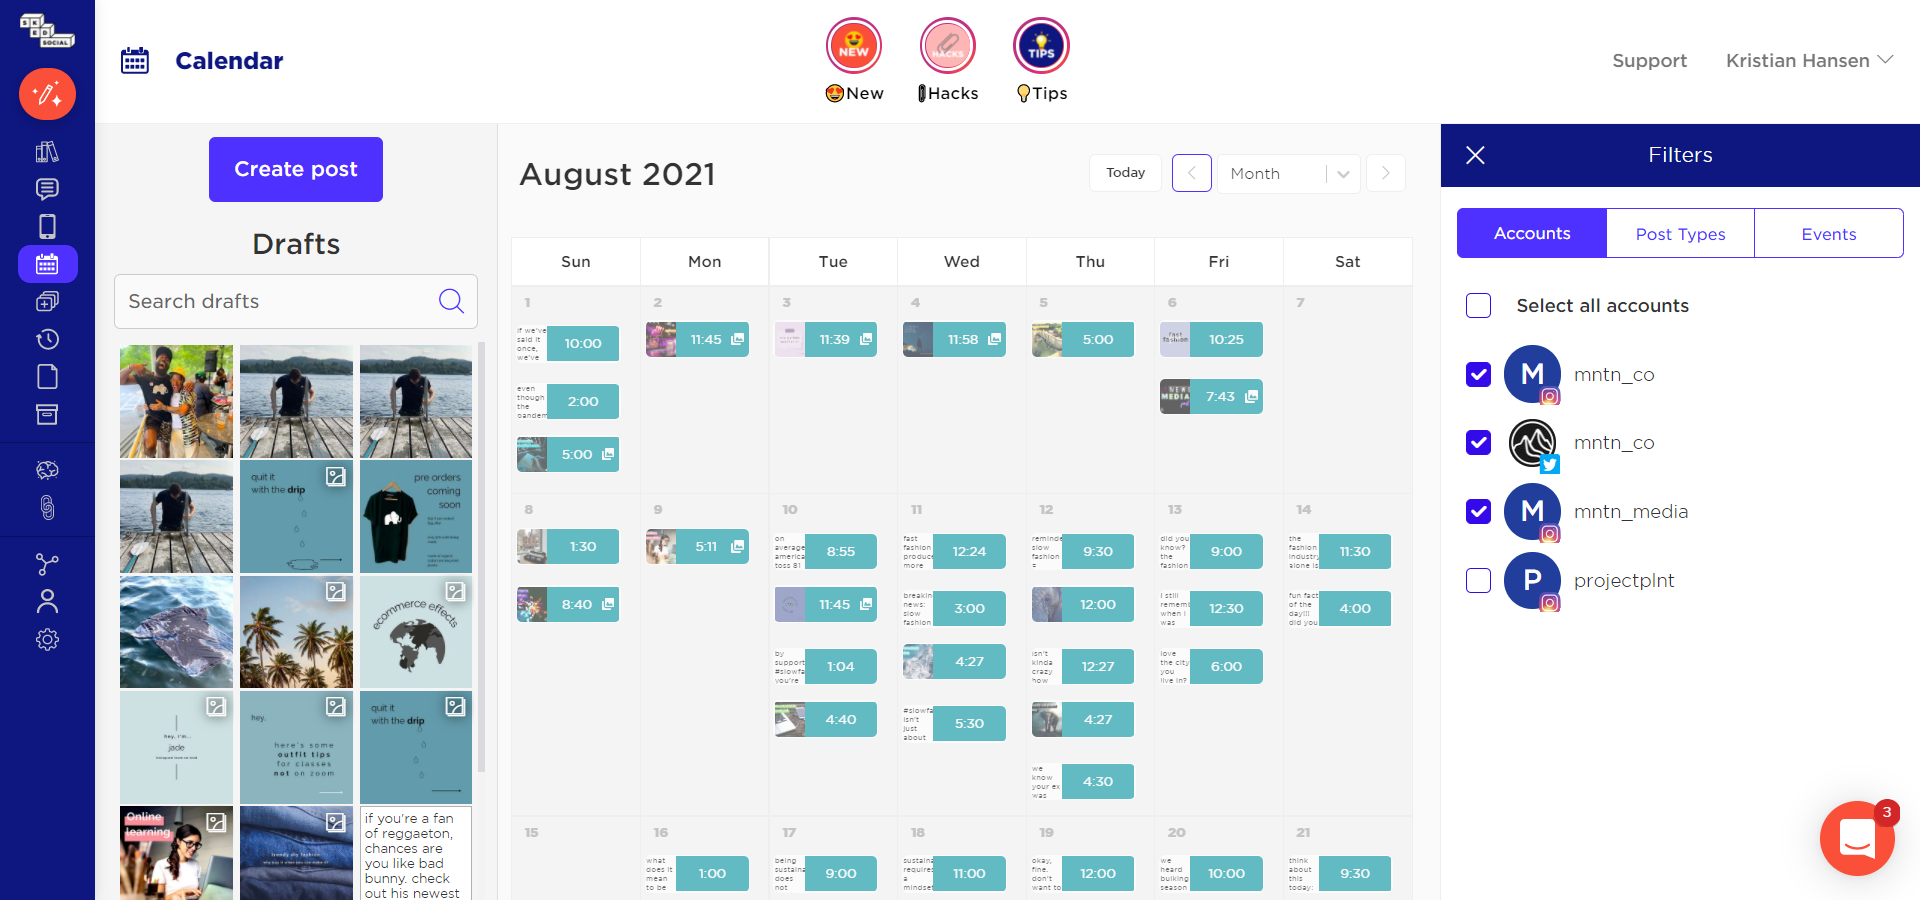 SKED
SOCIAL
Calendar
NEW
HACKS
TIPS
😍New
Hacks
💡Tips
Support
Kristian Hansen
Create post
Drafts
Search drafts
quit it
with the drip
pre orders
coming
soon
ecommerce effects
hey, I'm...
jade
hey,
here's some
outfit tips
for classes
not on zoom
quit it
with the drip
Online
learning
if you're a fan
of reggaeton,
chances are
you like bad
bunny. check
out his newest
August 2021
Today
Month
Sun Mon Tue Wed Thu Fri Sat
1 2 3 4 5 6 7
if we've
said it
once,
we've
10:00
11:45
11:39
11:58
5:00
fast
fashion
10:25
even
though
the
pandem
2:00
NEW
MEDIA
7:43
5:00
8 9 10 11 12 13 14
1:30
5:11
on
average
america
toss 81
8:55
fast
fashion
produce
more
12:24
reminde
slow
fashion
=
9:30
did you
know?
the
fashion
9:00
the
fashion
industry
alone is
11:30
8:40
11:45
breakin
news:
slow
fashion
3:00
12:00
I still
rememb
when I
was
12:30
fun fact
of the
day!!!
did you
4:00
by
support
#slowfa
you're
1:04
4:27
isn't
kinda
crazy
how
12:27
love
the city
you
live in?
6:00
4:40
#slowfa
isn't
just
about
5:30
4:27
we
know
your ex
was
4:30
15 16 17 18 19 20 21
what
does it
mean
to be
1:00
being
sustaina
does
not
9:00
sustaina
requires
a
mindset
11:00
okay,
fine.
don't
want to
12:00
we
heard
bulking
season
10:00
think
about
this
today:
9:30
Filters
Accounts
Post Types
Events
Select all accounts
M
mntn_co
mntn_co
M
mntn_media
P
projectplnt
3